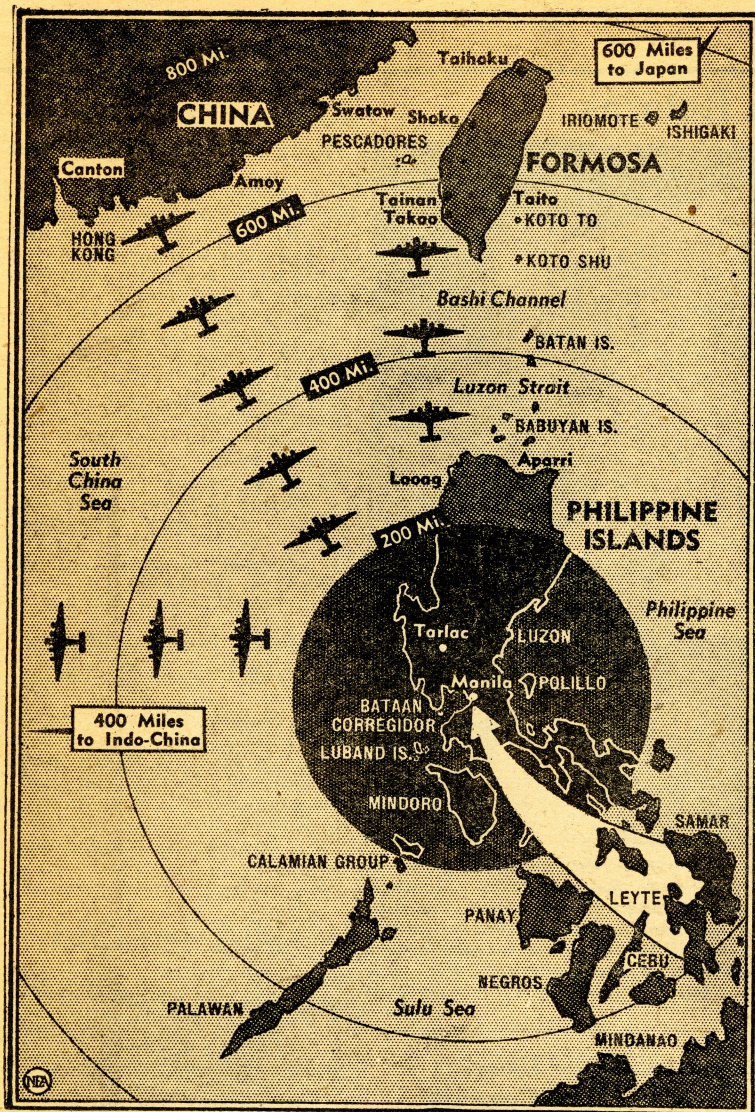 800 Mi.
CHINA
Taihoku
600 Miles
to Japan
Swatow
Shoka
PESCADORES
IRIOMOTE
ISHIGAKI
Canton
Amoy
FORMOSA
HONG
KONG
600 Mi.
Tainan
Takao
Taito
KOTO TO
KOTO SHU
Bashi Channel
BATAN IS.
400 Mi.
Luzon Strait
BABUYAN IS.
South
China
Sea
Aparri
Laoag
200 Mi.
PHILIPPINE
ISLANDS
Philippine
Sea
Tarlac
LUZON
Manila
POLILLO
400 Miles
to Indo-China
BATAAN
CORREGIDOR
LUBAND IS.
MINDORO
SAMAR
CALAMIAN GROUP
LEYTE
PANAY
CEBU
NEGROS
PALAWAN
Sulu Sea
MINDANAO
NEA